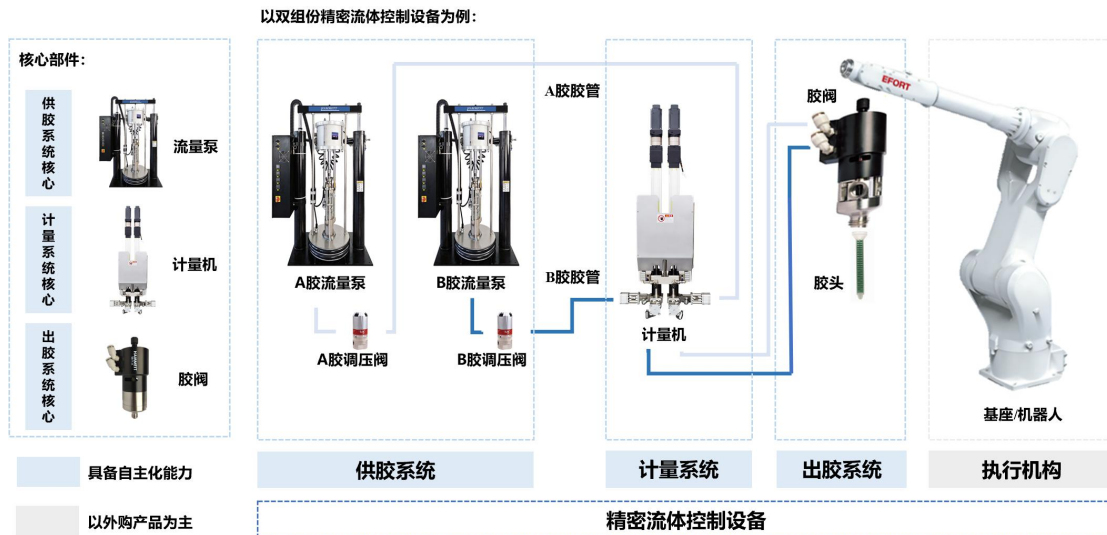 以双组份精密流体控制设备为例：
核心部件：
供胶系统核心
流量泵
计量系统核心
计量机
出胶系统核心
胶阀
具备自主化能力
以外购产品为主
A胶胶管
B胶胶管
A胶流量泵
B胶流量泵
A胶调压阀
B胶调压阀
计量机
胶阀
胶头
EFORT
基座/机器人
供胶系统
计量系统
出胶系统
执行机构
精密流体控制设备